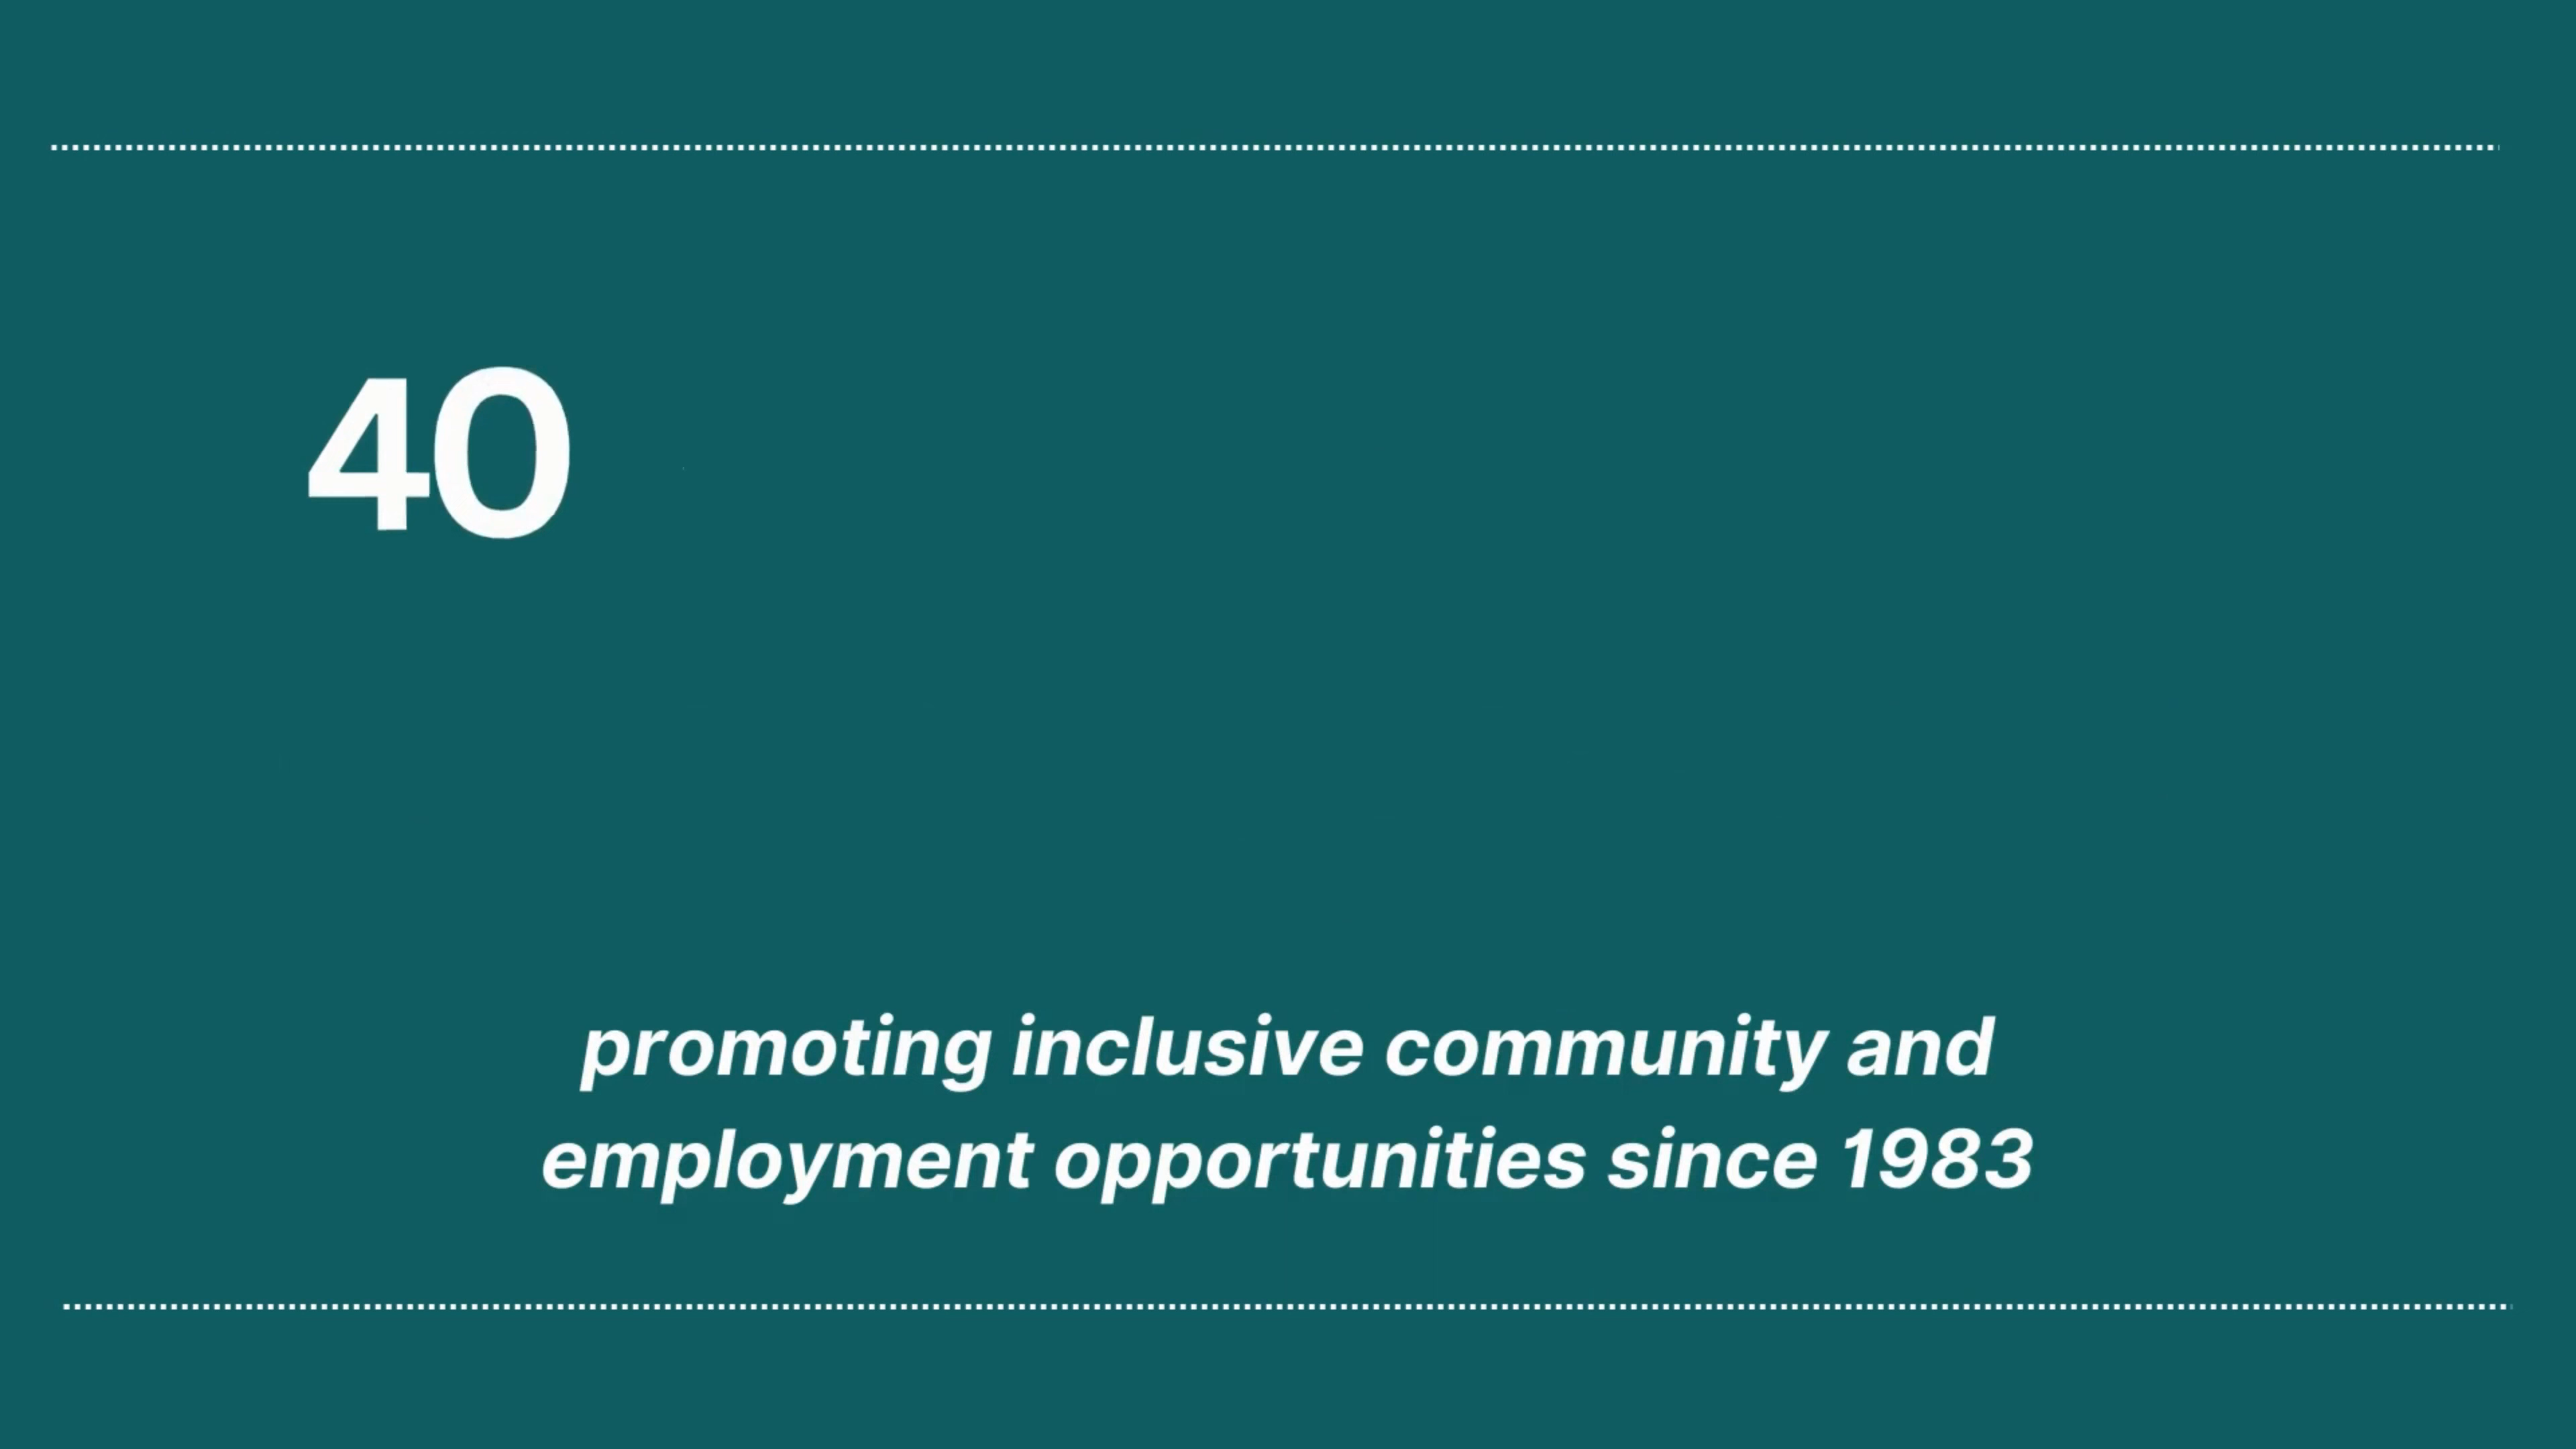 40
promoting inclusive community and
employment opportunities since 1983